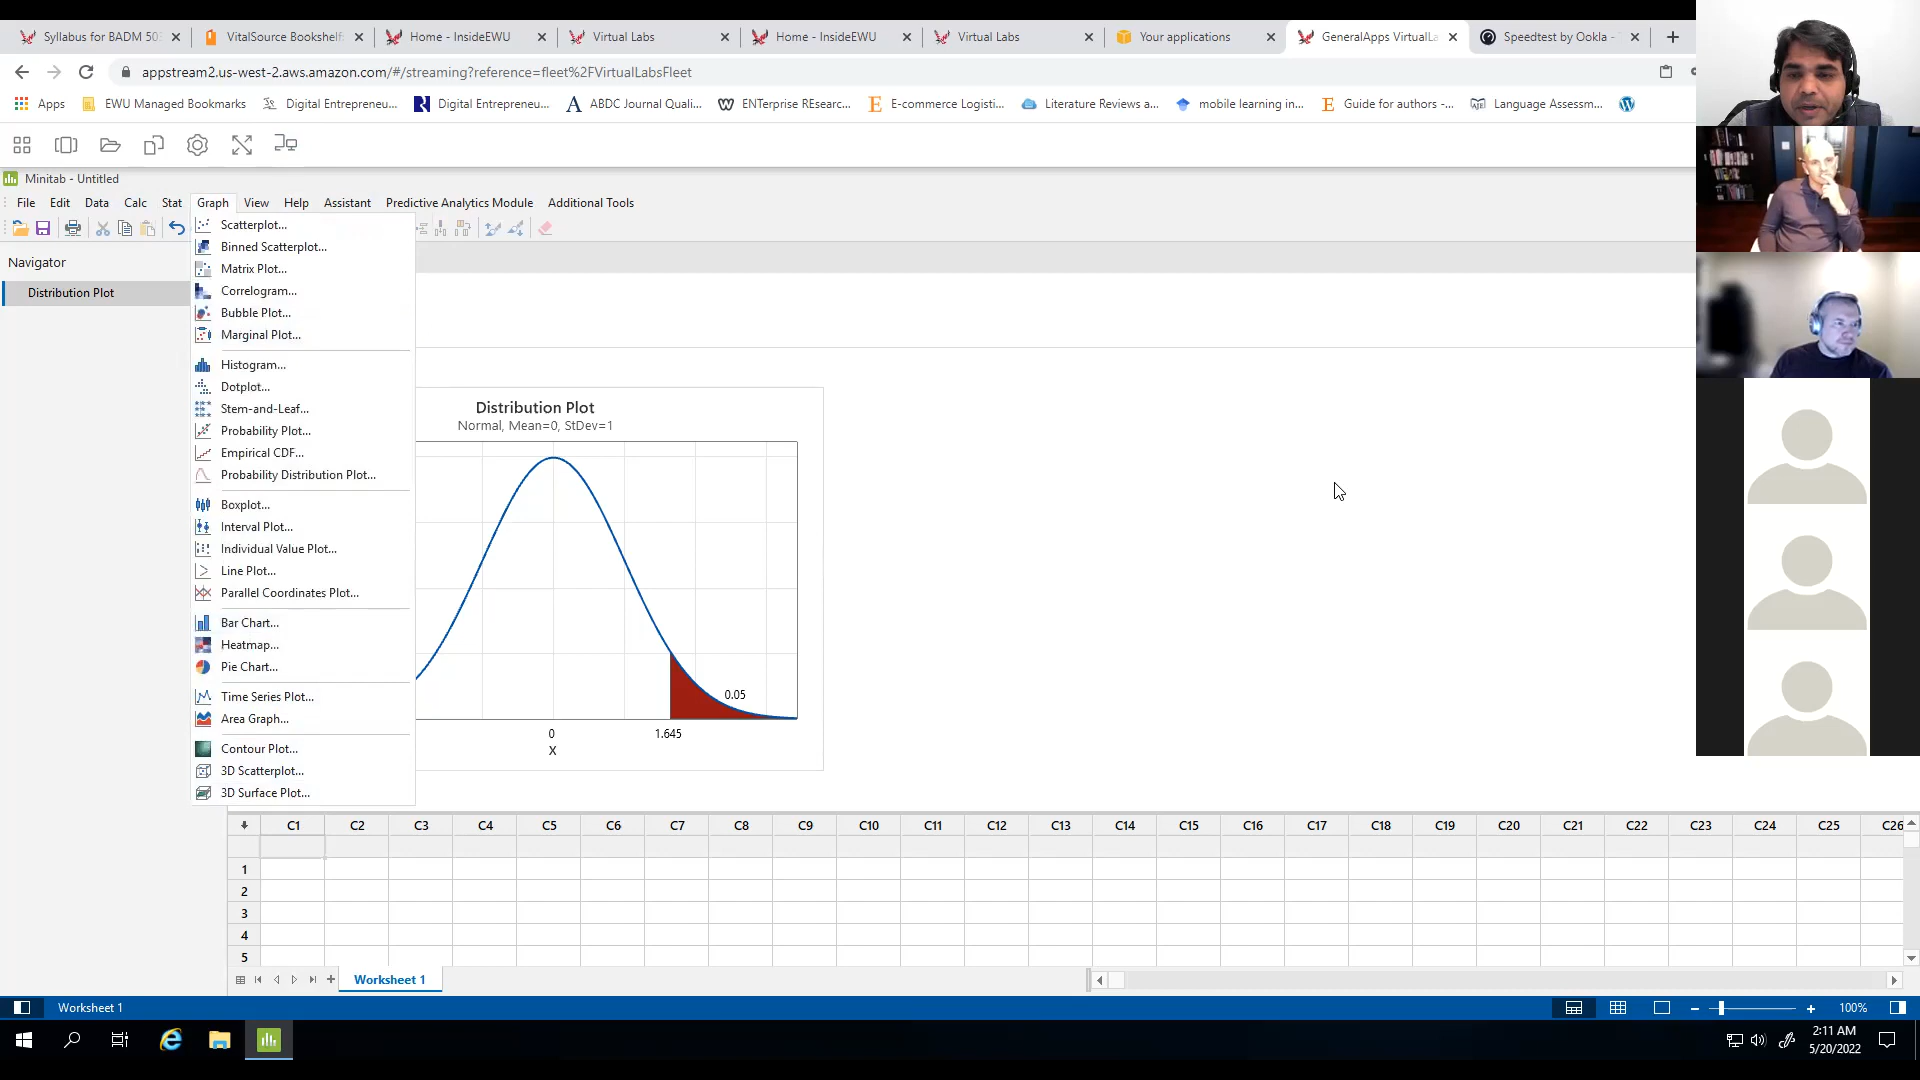 Syllabus for BADM 503
VitalSource Bookshelf:
Home - InsideEWU
Virtual Labs
Home - InsideEWU
Virtual Labs
Your applications
GeneralApps VirtualLa
Speedtest by Ookla -
appstream2.us-west-2.aws.amazon.com/#/streaming?reference=fleet%2FVirtualLabsFleet
Apps
EWU Managed Bookmarks
Digital Entrepreneu...
Digital Entrepreneu...
ABDC Journal Quali...
ENTerprise REsearc...
E-commerce Logisti...
Literature Reviews a...
mobile learning in...
Guide for authors -...
Language Assessm...
Minitab - Untitled
File Edit Data Calc Stat Graph View Help Assistant Predictive Analytics Module Additional Tools
Navigator
Distribution Plot
Scatterplot...
Binned Scatterplot...
Matrix Plot...
Correlogram...
Bubble Plot...
Marginal Plot...
Histogram...
Dotplot...
Stem-and-Leaf...
Probability Plot...
Empirical CDF...
Probability Distribution Plot...
Boxplot...
Interval Plot...
Individual Value Plot...
Line Plot...
Parallel Coordinates Plot...
Bar Chart...
Heatmap...
Pie Chart...
Time Series Plot...
Area Graph...
Contour Plot...
3D Scatterplot...
3D Surface Plot...
Distribution Plot
Normal, Mean=0, StDev=1
0.05
0 1.645
X
C1 C2 C3 C4 C5 C6 C7 C8 C9 C10 C11 C12 C13 C14 C15 C16 C17 C18 C19 C20 C21 C22 C23 C24 C25 C26
1
2
3
4
5
Worksheet 1
Worksheet 1
100%
2:11 AM
5/20/2022